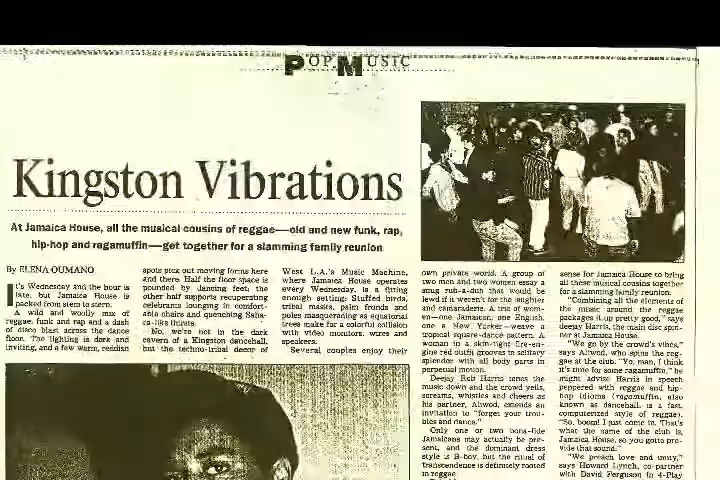 POP MUSIC
Kingston Vibrations
At Jamaica House, all the musical cousins of reggae—old and new funk, rap,
hip-hop and ragamuffin—get together for a slamming family reunion
By ELENA OUMANO
It's Wednesday and the hour is
late, but Jamaica House is
packed from stem to stern.
A wild and woolly mix of
reggae, funk and rap and a dash
of disco blast across the dance
floor. The lighting is dark and
inviting, and a few warm, reddish
spots pick out moving forms here
and there. Half the floor space is
pounded by dancing feet; the
other half supports recuperating
celebrants lounging in comfort-
able chairs and quenching Saha-
ra-like thirsts.
No, we're not in the dark
cavern of a Kingston dancehall,
but the techno-tribal decor of
West L.A.'s Music Machine,
where Jamaica House operates
every Wednesday, is a fitting
enough setting: Stuffed birds,
tribal masks, palm fronds and
poles masquerading as equatorial
trees make for a colorful collision
with video monitors, wires and
speakers.
Several couples enjoy their
own private world. A group of
two men and two women essay a
snug rub-a-dub that would be
lewd if it weren't for the laughter
and camaraderie. A trio of wom-
en—one Jamaican, one English,
one a New Yorker—weave a
topical square-dance pattern. A
woman in a skin-tight fire-en-
gine red outfit grooves in solitary
splendor with all body parts in
perpetual motion.
Deejay Rob Harris tones the
music down and the crowd yells,
screams, whistles and cheers as
his partner, Ahwod, extends an
invitation to "forget your trou-
bles and dance."
Only one or two bona-fide
Jamaicans may actually be pre-
sent, and the dominant dress
style is B-boy, but the ritual of
transcendence is definitely rooted
in reggae
sense for Jamaica House to bring
all these musical cousins together
for a slamming family reunion.
"Combining all the elements of
the music around the reggae
packages it up pretty good," says
deejay Harris, the main disc spin-
ner at Jamaica House.
"We go by the crowd's vibes,"
says Ahwod, who spins the reg-
gae at the club. "Yo, man, I think
it's time for some ragamuffin," he
might advise Harris in speech
peppered with reggae and hip-
hop idioms (ragamuffin, also
known as dancehall, is a fast,
computerized style of reggae).
"So, boom! I just come in. That's
what the name of the club is,
Jamaica House, so you gotta pro-
vide that sound."
"We preach love and unity,"
says Howard Lynch, co-partner
with David Ferguson in 4-Play